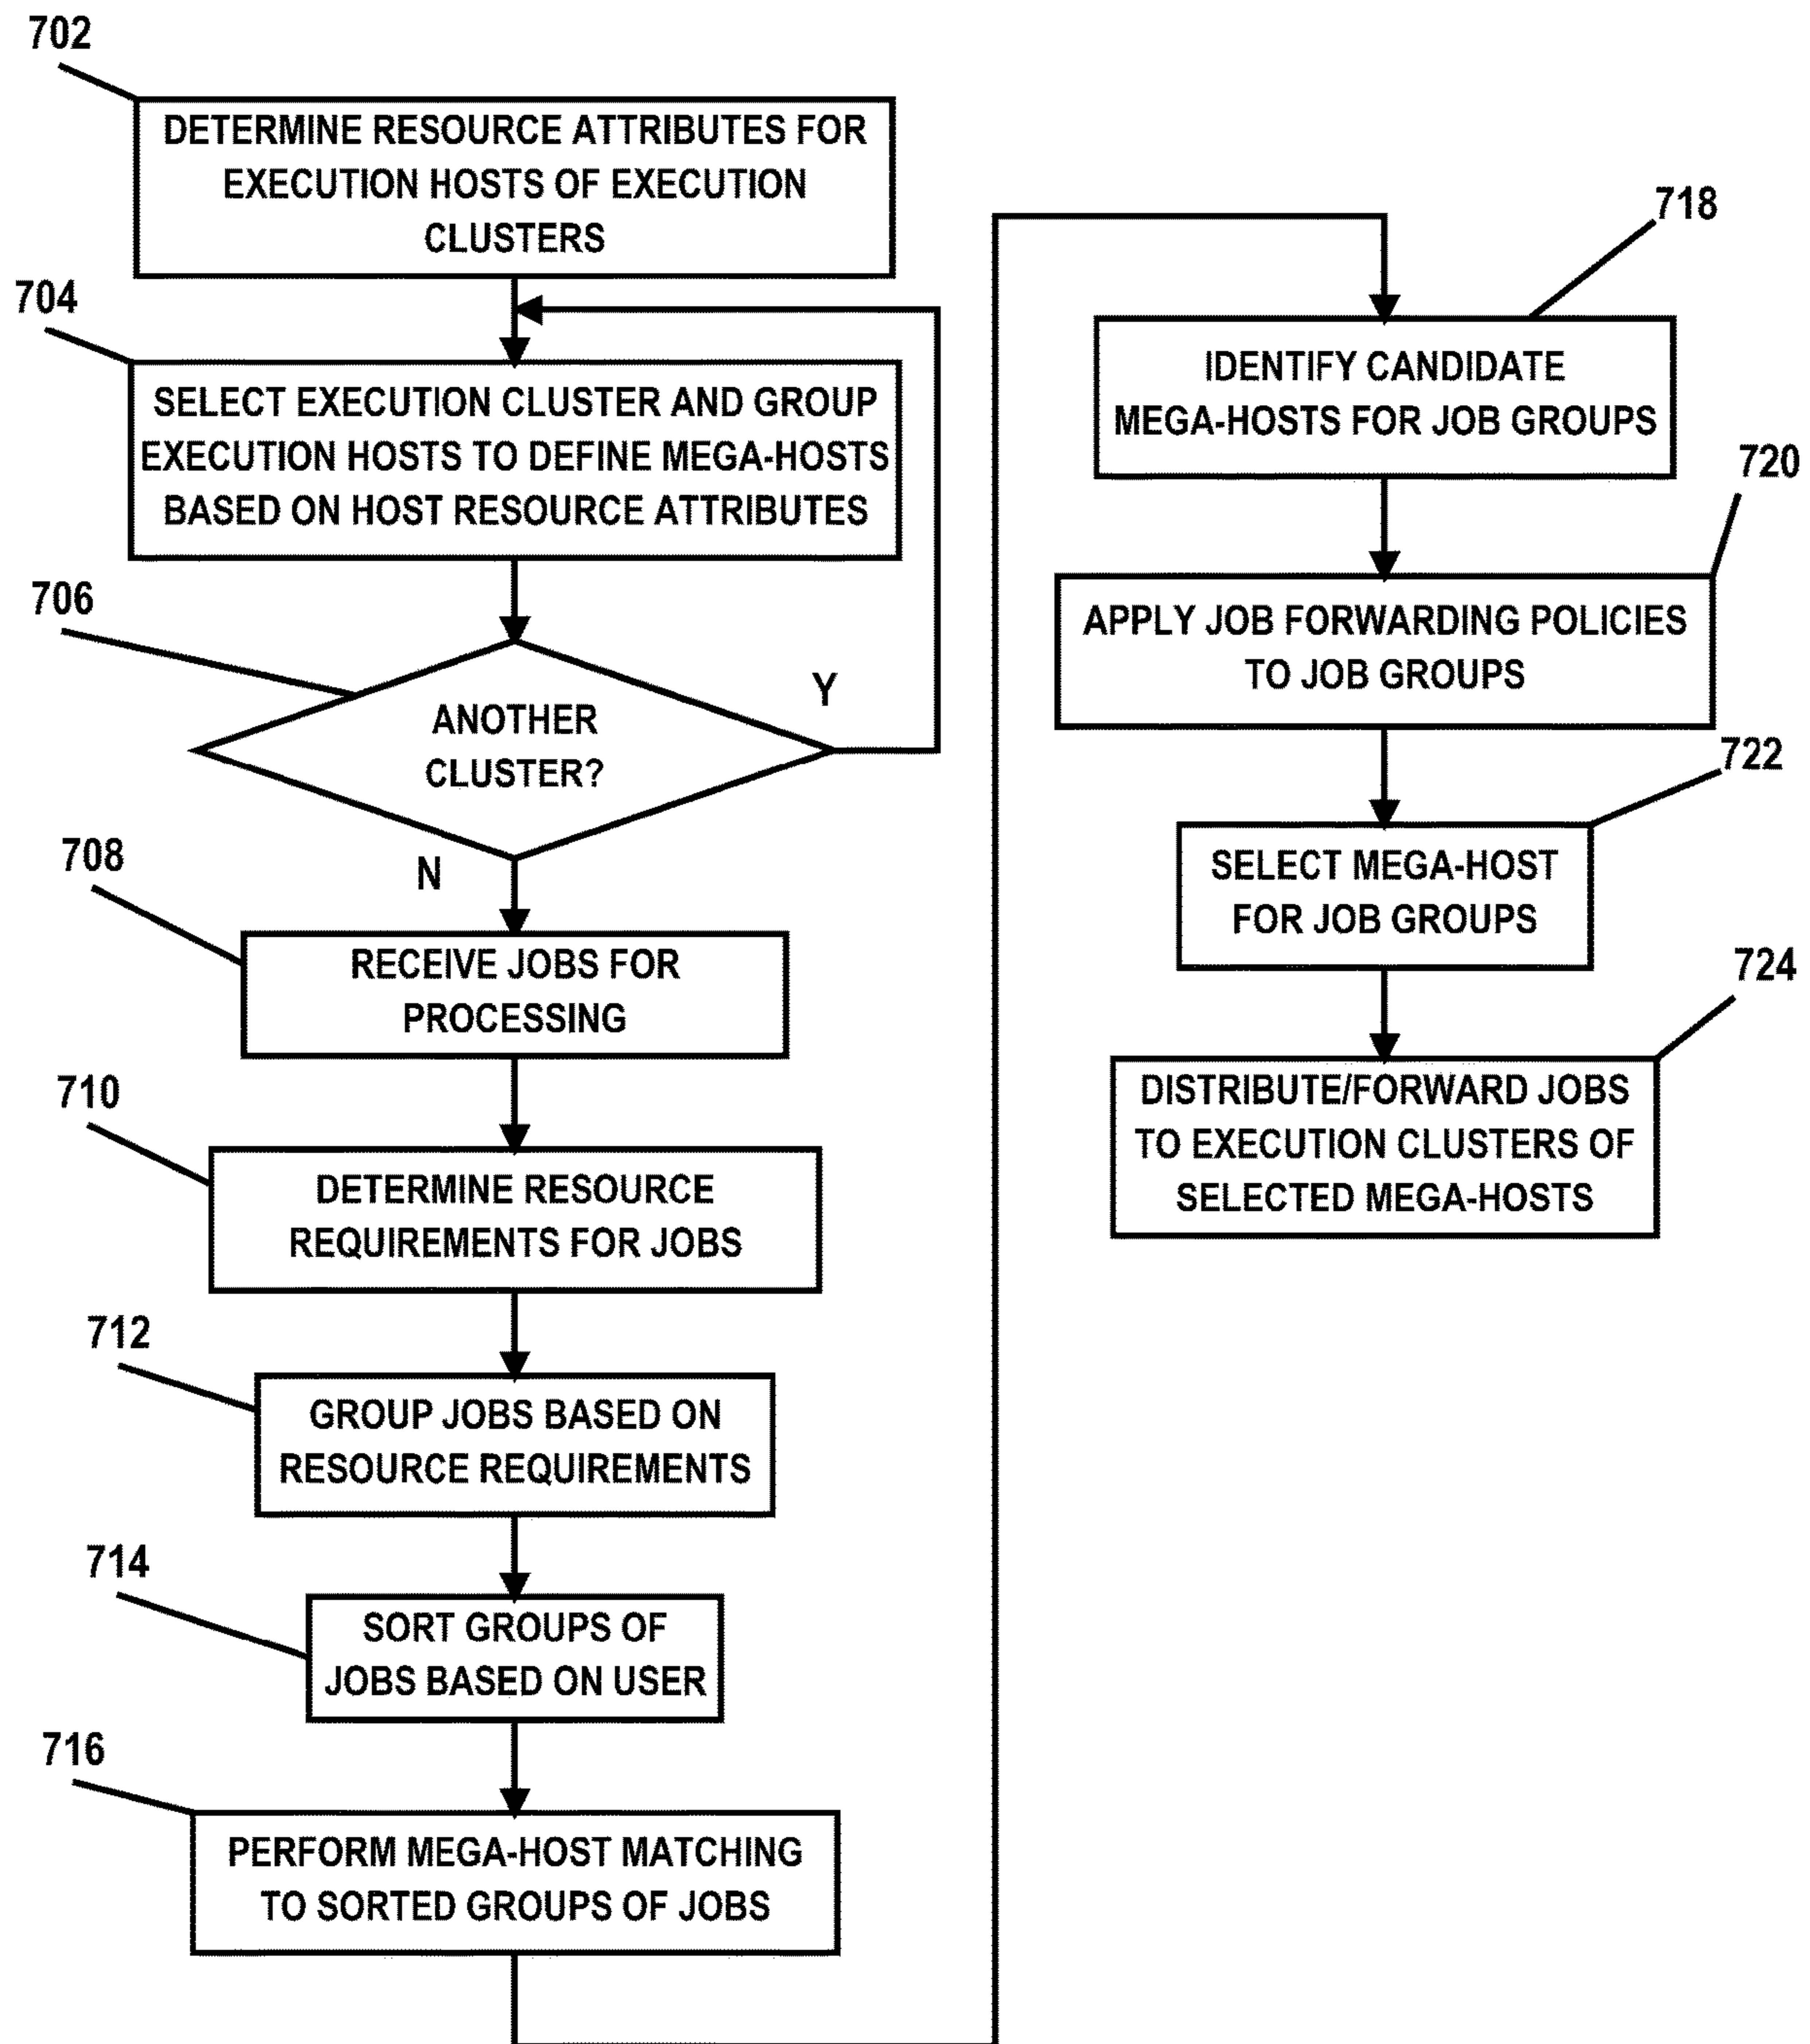 702
DETERMINE RESOURCE ATTRIBUTES FOR
EXECUTION HOSTS OF EXECUTION
CLUSTERS
704
SELECT EXECUTION CLUSTER AND GROUP
EXECUTION HOSTS TO DEFINE MEGA-HOSTS
BASED ON HOST RESOURCE ATTRIBUTES
706
ANOTHER
CLUSTER?
Y
N
708
RECEIVE JOBS FOR
PROCESSING
710
DETERMINE RESOURCE
REQUIREMENTS FOR JOBS
712
GROUP JOBS BASED ON
RESOURCE REQUIREMENTS
714
SORT GROUPS OF
JOBS BASED ON USER
716
PERFORM MEGA-HOST MATCHING
TO SORTED GROUPS OF JOBS
718
IDENTIFY CANDIDATE
MEGA-HOSTS FOR JOB GROUPS
720
APPLY JOB FORWARDING POLICIES
TO JOB GROUPS
722
SELECT MEGA-HOST
FOR JOB GROUPS
724
DISTRIBUTE/FORWARD JOBS
TO EXECUTION CLUSTERS OF
SELECTED MEGA-HOSTS